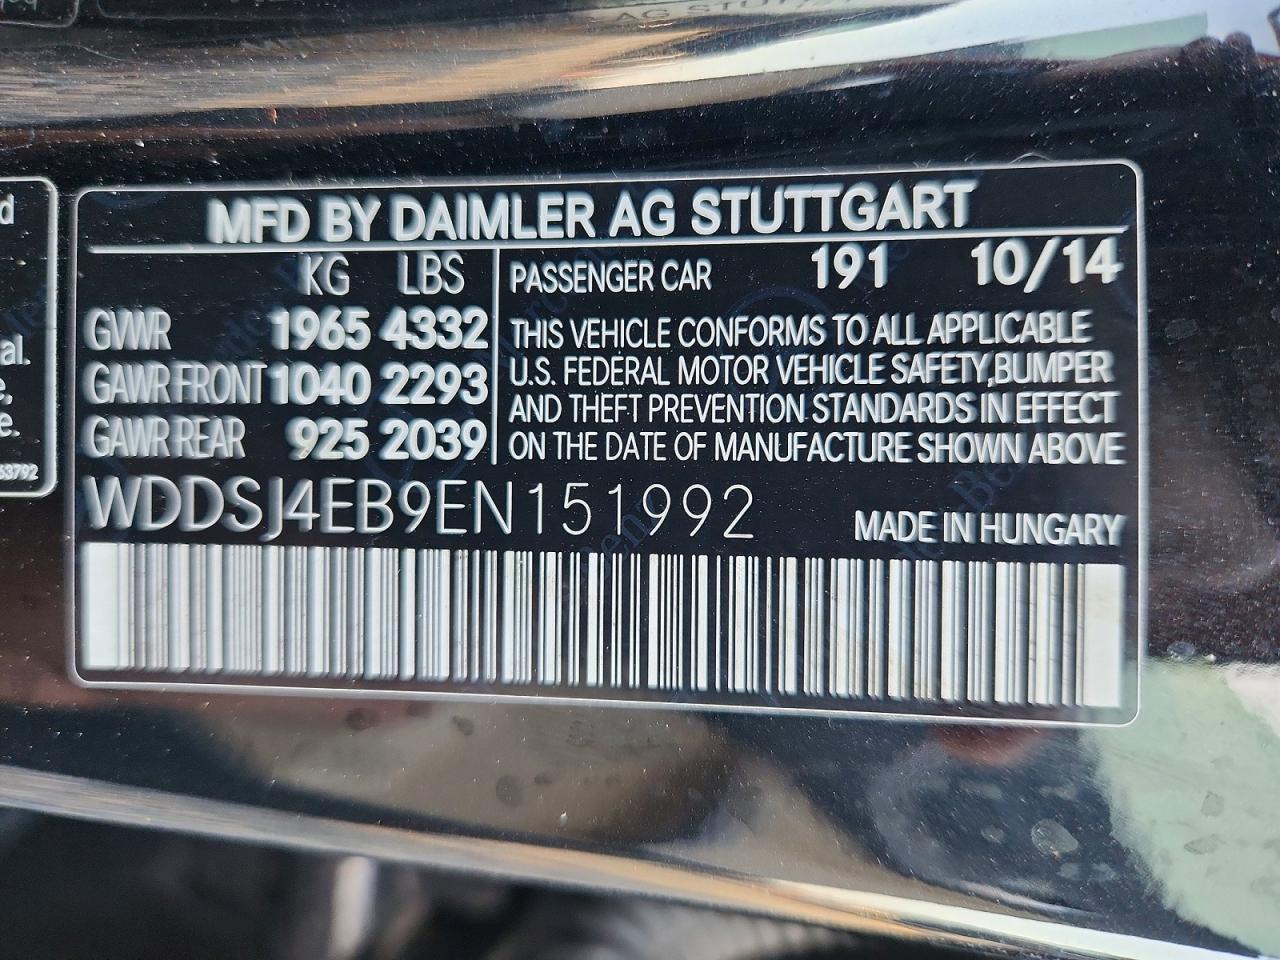 MFD BY DAIMLER AG STUTTGART
KG LBS
GVWR 1965 4332
GAWR FRONT 1040 2293
GAWR REAR 925 2039
PASSENGER CAR 191 10/14
THIS VEHICLE CONFORMS TO ALL APPLICABLE
U.S. FEDERAL MOTOR VEHICLE SAFETY,BUMPER
AND THEFT PREVENTION STANDARDS IN EFFECT
ON THE DATE OF MANUFACTURE SHOWN ABOVE
WDDSJ4EB9EN151992
MADE IN HUNGARY